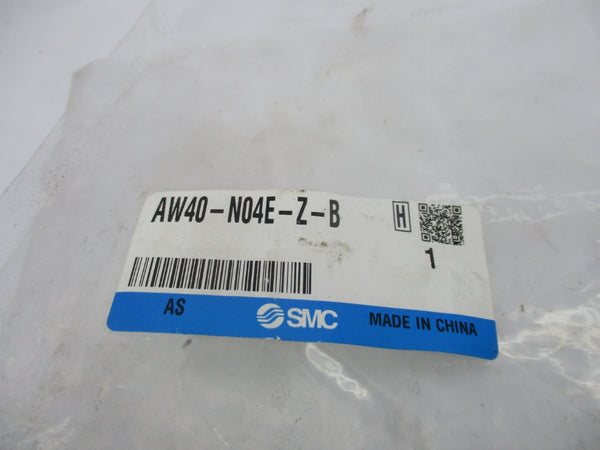 AW40-N04E-Z-B H
1
AS SMC MADE IN CHINA